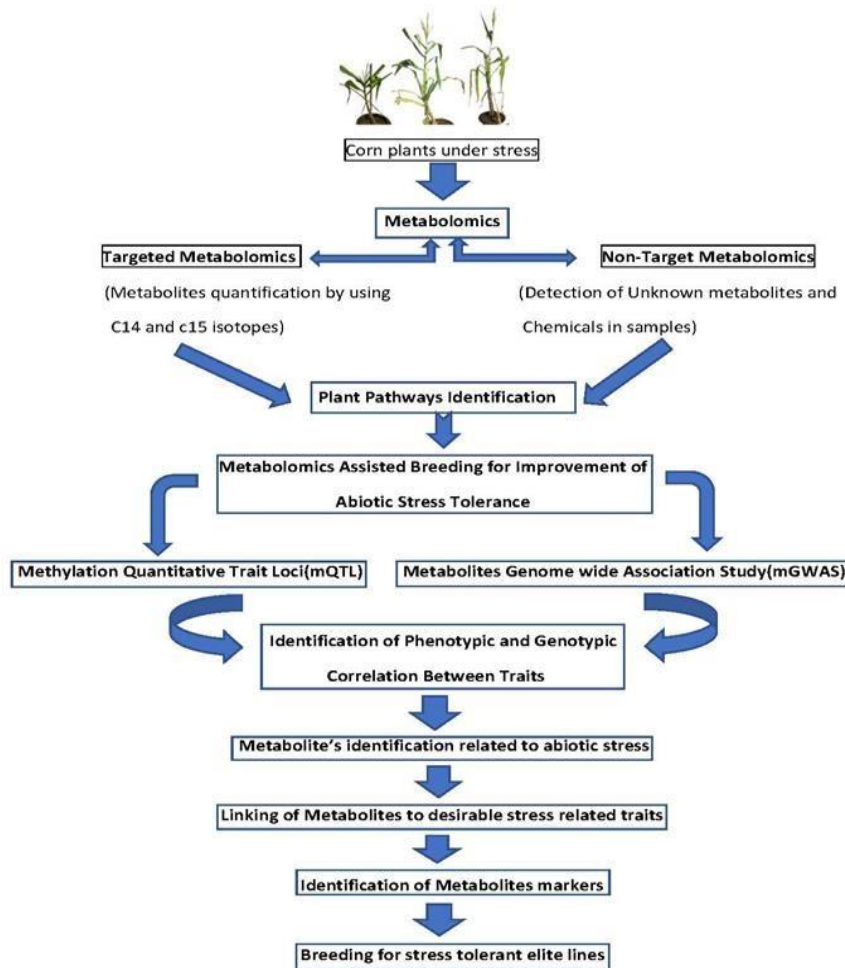 Corn plants under stress
Metabolomics
Targeted Metabolomics
Non-Target Metabolomics
(Metabolites quantification by using
C14 and c15 isotopes)
(Detection of Unknown metabolites and
Chemicals in samples)
Plant Pathways Identification
Metabolomics Assisted Breeding for Improvement of
Abiotic Stress Tolerance
Methylation Quantitative Trait Loci(mQTL)
Metabolites Genome wide Association Study(mGWAS)
Identification of Phenotypic and Genotypic
Correlation Between Traits
Metabolite's identification related to abiotic stress
Linking of Metabolites to desirable stress related traits
Identification of Metabolites markers
Breeding for stress tolerant elite lines